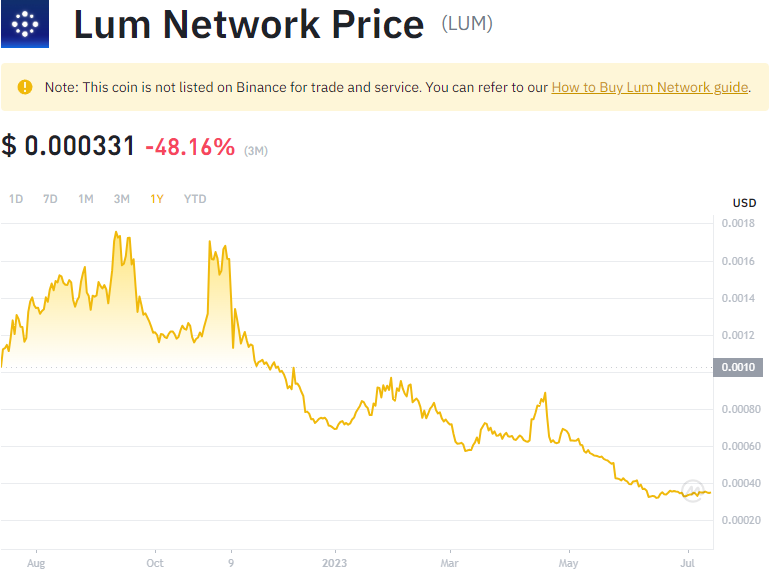 Lum Network Price (LUM)
Note: This coin is not listed on Binance for trade and service. You can refer to our How to Buy Lum Network guide.
$ 0.000331 -48.16% (3M)
1D 7D 1M 3M 1Y YTD
USD
0.0018
0.0016
0.0014
0.0012
0.0010
0.00080
0.00060
0.00040
0.00020
Aug Oct 9 2023 Mar May Jul